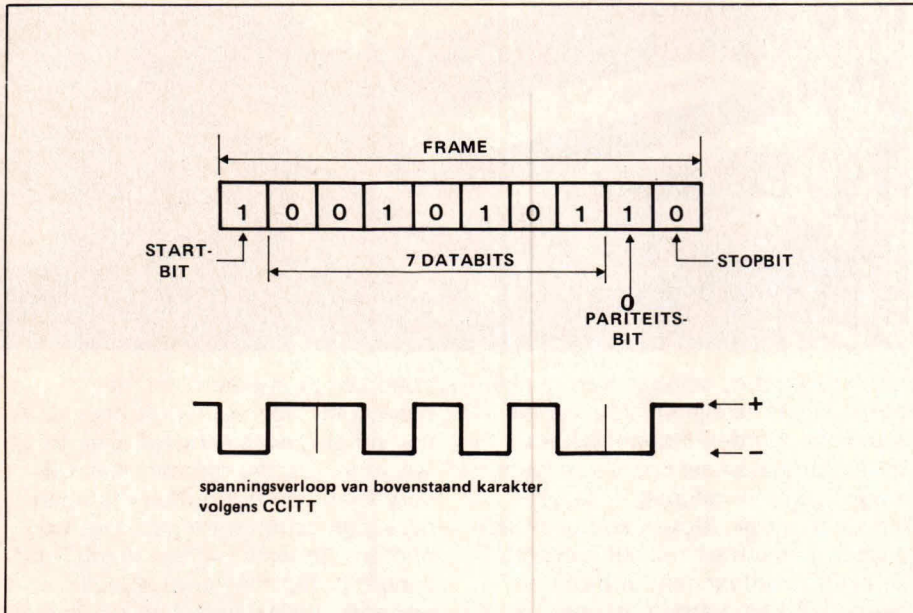 FRAME
1 0 0 1 0 1 0 1 1 0
START-
BIT
7 DATABITS
STOPBIT
0
PARITEITS-
BIT
+
−
spanningsverloop van bovenstaand karakter
volgens CCITT